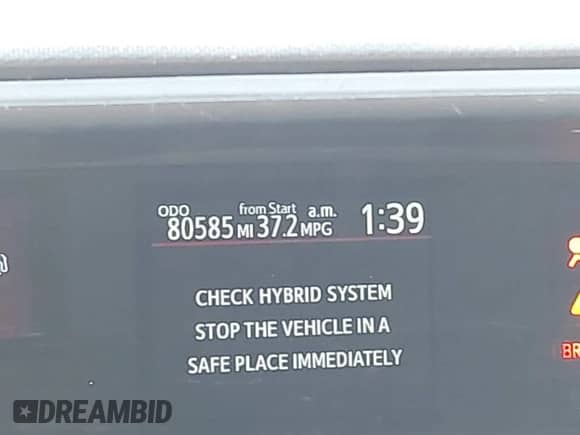 ODO from Start a.m. 1:39
80585 MI 37.2 MPG
CHECK HYBRID SYSTEM
STOP THE VEHICLE IN A
SAFE PLACE IMMEDIATELY
BR
DREAMBID